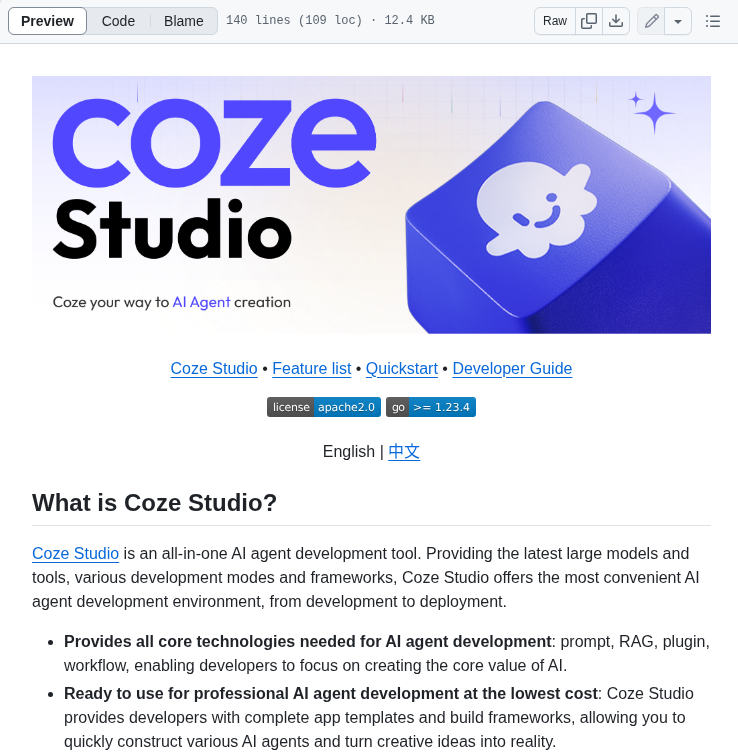 Preview Code Blame 140 lines (109 loc) · 12.4 KB Raw
coze
Studio
Coze your way to AI Agent creation
Coze Studio • Feature list • Quickstart • Developer Guide
license apache2.0 go >= 1.23.4
English | 中文
What is Coze Studio?
Coze Studio is an all-in-one AI agent development tool. Providing the latest large models and
tools, various development modes and frameworks, Coze Studio offers the most convenient AI
agent development environment, from development to deployment.
• Provides all core technologies needed for AI agent development: prompt, RAG, plugin,
workflow, enabling developers to focus on creating the core value of AI.
• Ready to use for professional AI agent development at the lowest cost: Coze Studio
provides developers with complete app templates and build frameworks, allowing you to
quickly construct various AI agents and turn creative ideas into reality.